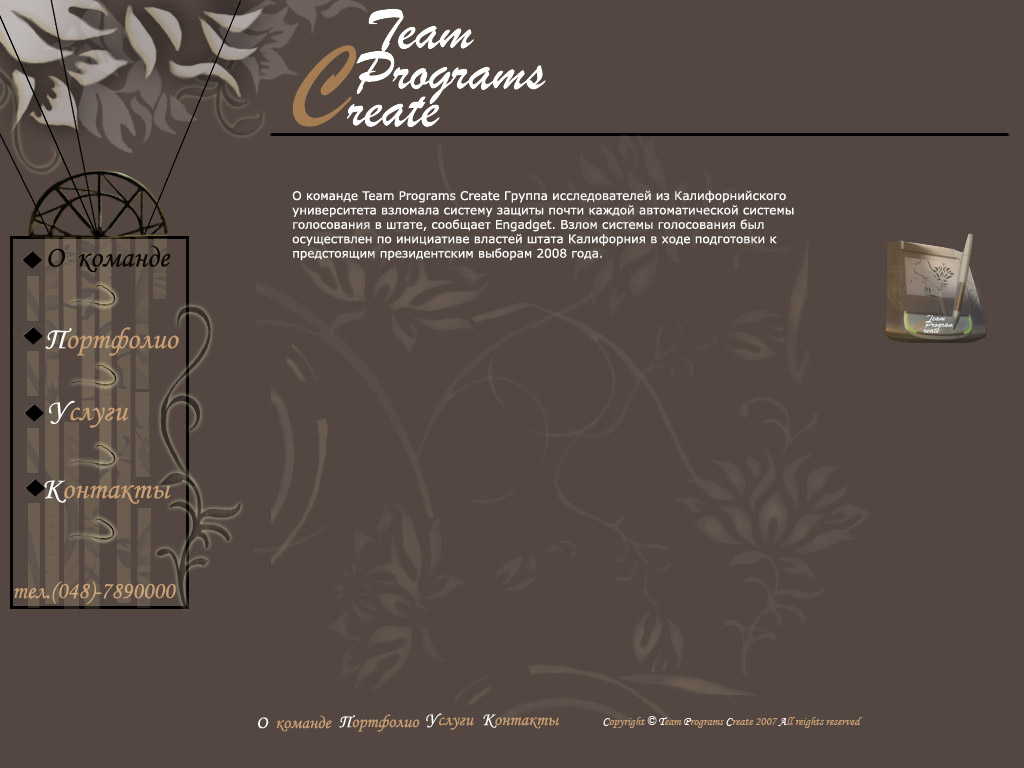 Team
Programs
Create
О команде Team Programs Create Группа исследователей из Калифорнийского
университета взломала систему защиты почти каждой автоматической системы
голосования в штате, сообщает Engadget. Взлом системы голосования был
осуществлен по инициативе властей штата Калифорния в ходе подготовки к
предстоящим президентским выборам 2008 года.
О команде
Портфолио
Услуги
Контакты
тел.(048)-7890000
Team
Program
Create
О команде Портфолио Услуги Контакты
Copyright © Team Programs Create 2007 All reights reserved